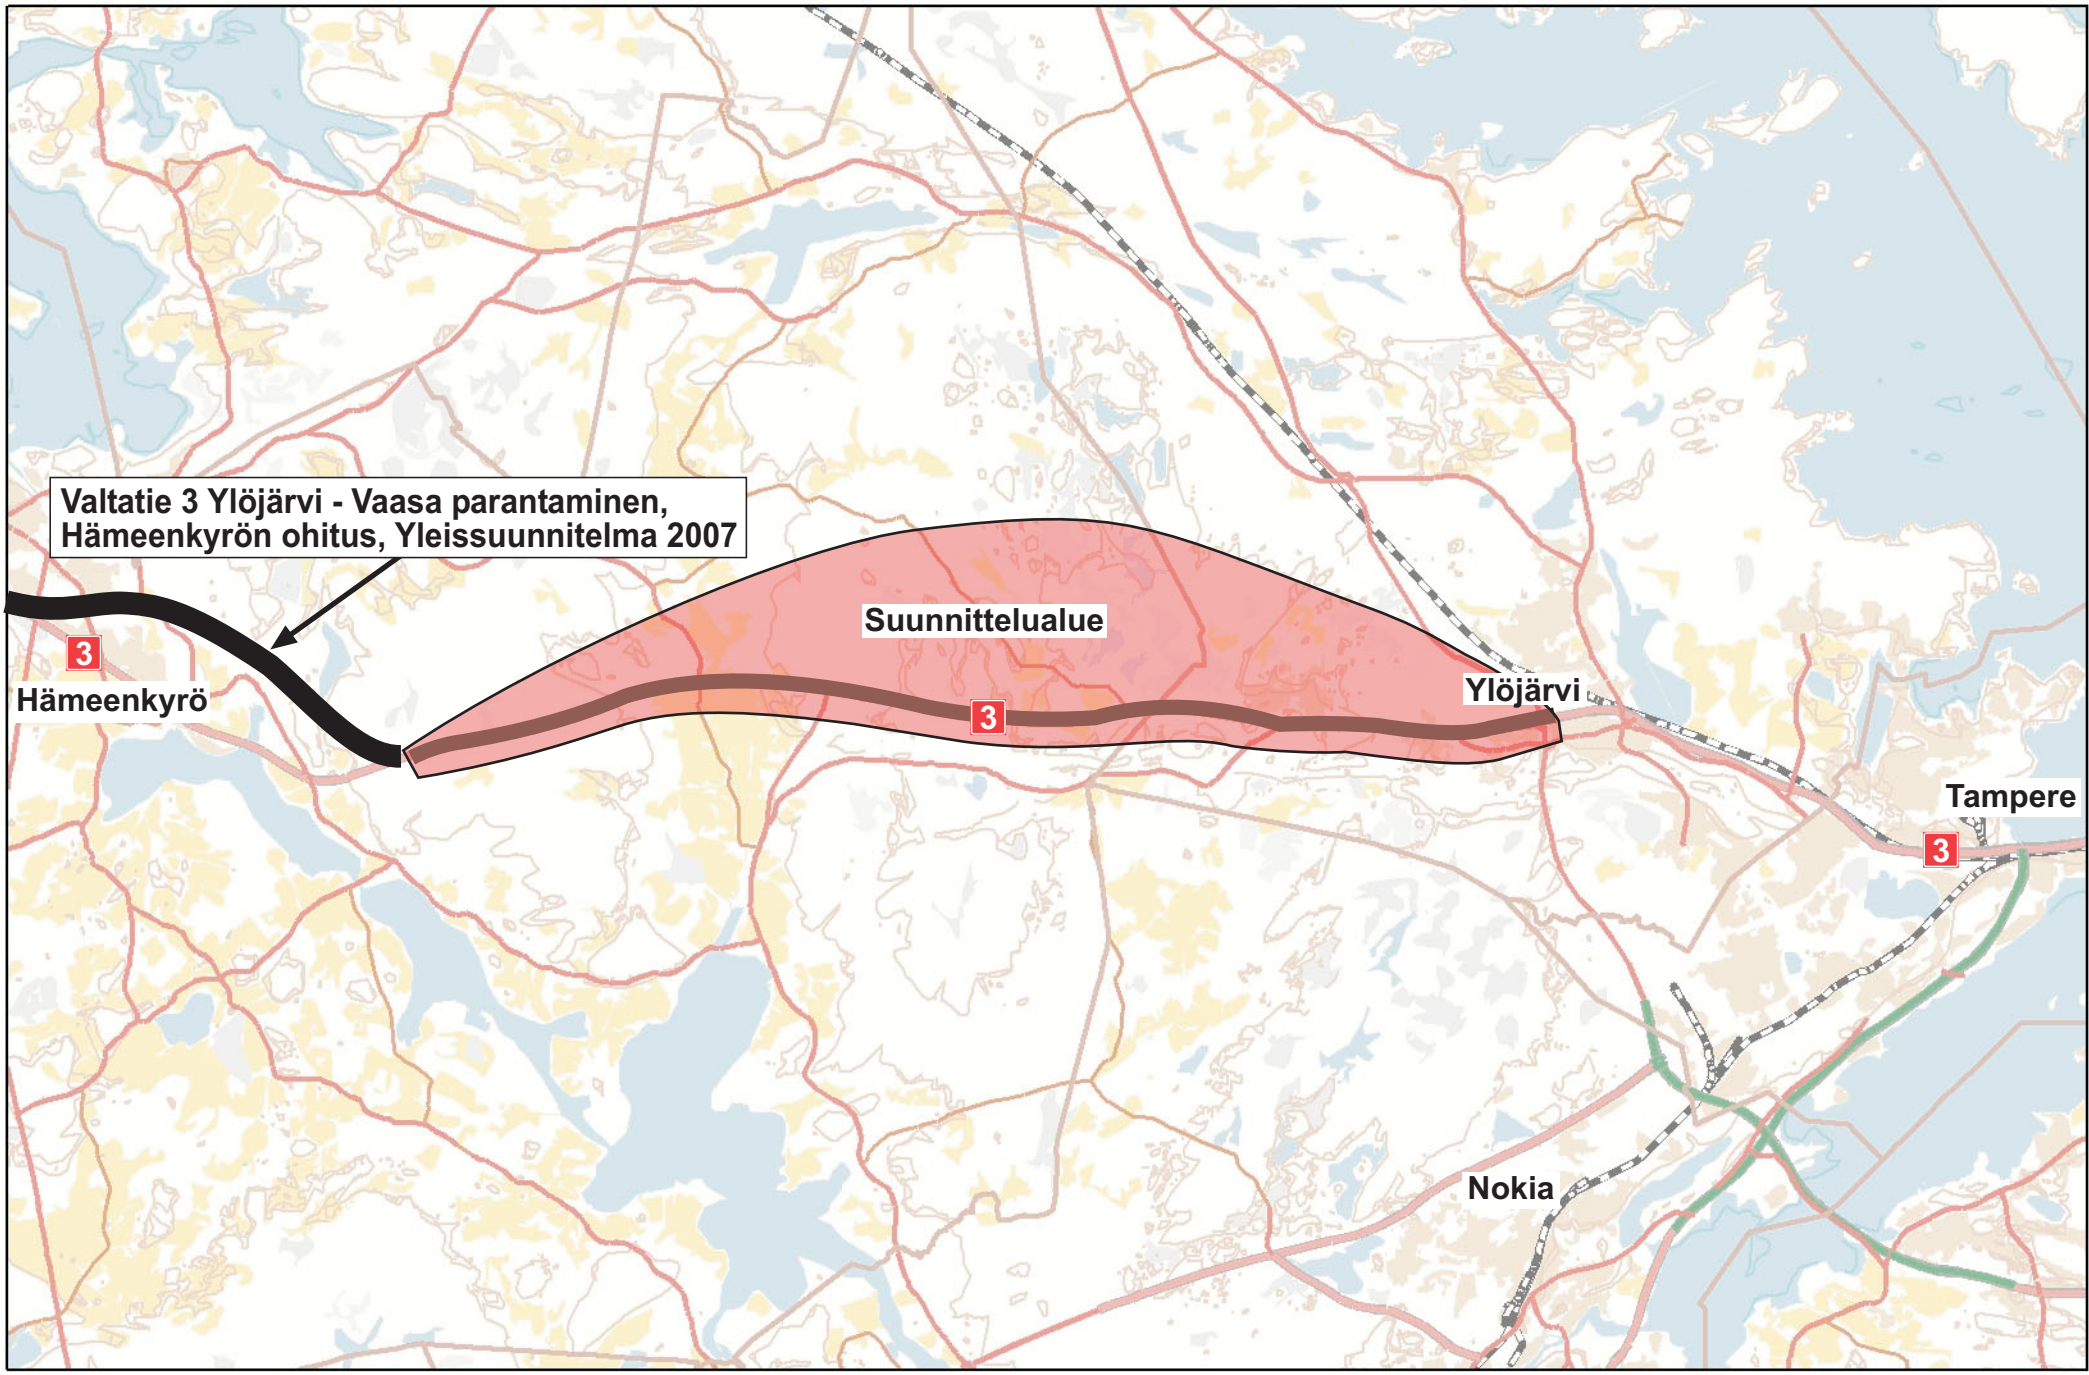 Valtatie 3 Ylöjärvi - Vaasa parantaminen,
Hämeenkyrön ohitus, Yleissuunnitelma 2007
Suunnittelualue
3
Hämeenkyrö
Ylöjärvi
3
Tampere
3
Nokia